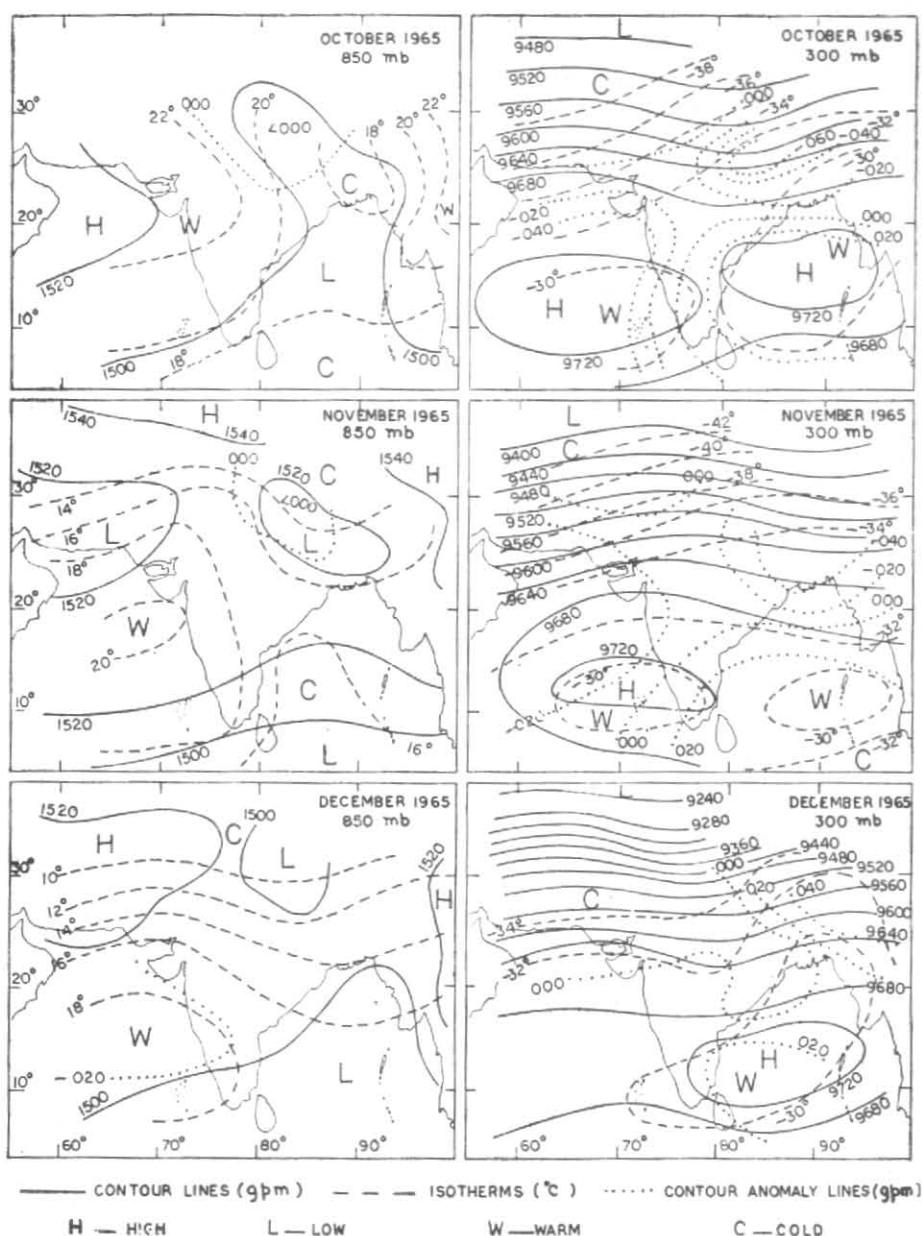 OCTOBER 1965
850 mb
30°
20°
10°
22°
000
20°
<000
18°
20°
22°
C
W
H
W
W
L
1520
1500
18°
C
1500
OCTOBER 1965
300 mb
L
9480
9520
C
9560
9600
9640
9680
-38°
-36°
000
-34°
-32°
060
-040
30°
-020
-020
-040
000
020
W
H
-30°
H
W
9720
9720
9680
NOVEMBER 1965
850 mb
1540
H
1540
000
1520
C
1540
H
1520
30°
14°
16°
L
18°
<000
L
20°
1520
W
20°
10°
C
1520
1500
L
16°
NOVEMBER 1965
300 mb
L
-42°
C
-40°
9400
9440
9480
9520
9560
9600
9640
000
-38°
-36°
-34°
-040
-020
000
9680
-32°
9720
-30°
H
W
W
020
000
020
-30°
-32°
C
DECEMBER 1965
850 mb
1520
H
C
1500
L
1520
H
30°
10°
12°
14°
16°
20°
18°
W
-020
10°
1500
L
60°
70°
80°
90°
DECEMBER 1965
300 mb
L
9240
9280
9360
9440
000
9480
9520
020
-040
9560
C
9600
-34°
9640
-32°
000
9680
020
H
W
-30°
9720
9680
60°
70°
80°
90°
CONTOUR LINES (gpm)
ISOTHERMS (°C)
CONTOUR ANOMALY LINES (gpm)
H — HIGH
L — LOW
W — WARM
C — COLD